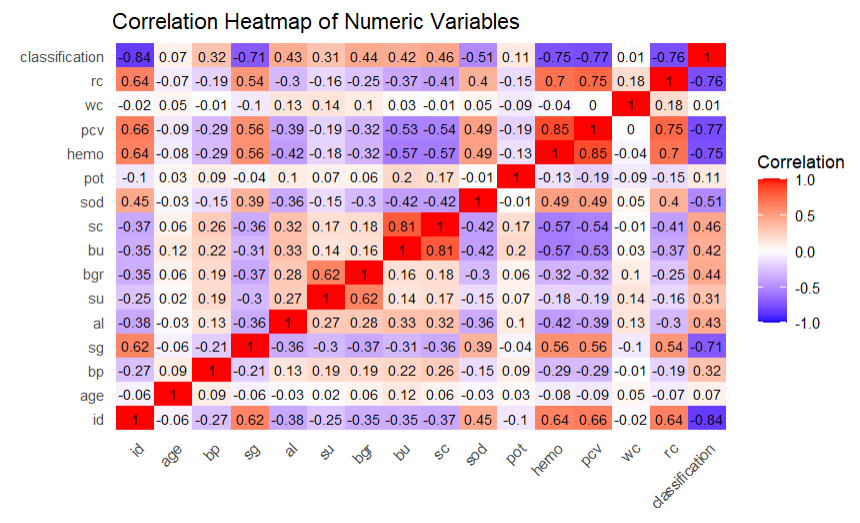 Correlation Heatmap of Numeric Variables
classification -0.84 0.07 0.32 -0.71 0.43 0.31 0.44 0.42 0.46 -0.51 0.11 -0.75 -0.77 0.01 -0.76 1
rc 0.64 -0.07 -0.19 0.54 -0.3 -0.16 -0.25 -0.37 -0.41 0.4 -0.15 0.7 0.75 0.18 1 -0.76
wc -0.02 0.05 -0.01 -0.1 0.13 0.14 0.1 0.03 -0.01 0.05 -0.09 -0.04 0 1 0.18 0.01
pcv 0.66 -0.09 -0.29 0.56 -0.39 -0.19 -0.32 -0.53 -0.54 0.49 -0.19 0.85 1 0 0.75 -0.77
hemo 0.64 -0.08 -0.29 0.56 -0.42 -0.18 -0.32 -0.57 -0.57 0.49 -0.13 1 0.85 -0.04 0.7 -0.75
pot -0.1 0.03 0.09 -0.04 0.1 0.07 0.06 0.2 0.17 -0.01 1 -0.13 -0.19 -0.09 -0.15 0.11
sod 0.45 -0.03 -0.15 0.39 -0.36 -0.15 -0.3 -0.42 -0.42 1 -0.01 0.49 0.49 0.05 0.4 -0.51
sc -0.37 0.06 0.26 -0.36 0.32 0.17 0.18 0.81 1 -0.42 0.17 -0.57 -0.54 -0.01 -0.41 0.46
bu -0.35 0.12 0.22 -0.31 0.33 0.14 0.16 1 0.81 -0.42 0.2 -0.57 -0.53 0.03 -0.37 0.42
bgr -0.35 0.06 0.19 -0.37 0.28 0.62 1 0.16 0.18 -0.3 0.06 -0.32 -0.32 0.1 -0.25 0.44
su -0.25 0.02 0.19 -0.3 0.27 1 0.62 0.14 0.17 -0.15 0.07 -0.18 -0.19 0.14 -0.16 0.31
al -0.38 -0.03 0.13 -0.36 1 0.27 0.28 0.33 0.32 -0.36 0.1 -0.42 -0.39 0.13 -0.3 0.43
sg 0.62 -0.06 -0.21 1 -0.36 -0.3 -0.37 -0.31 -0.36 0.39 -0.04 0.56 0.56 -0.1 0.54 -0.71
bp -0.27 0.09 1 -0.21 0.13 0.19 0.19 0.22 0.26 -0.15 0.09 -0.29 -0.29 -0.01 -0.19 0.32
age -0.06 1 0.09 -0.06 -0.03 0.02 0.06 0.12 0.06 -0.03 0.03 -0.08 -0.09 0.05 -0.07 0.07
id 1 -0.06 -0.27 0.62 -0.38 -0.25 -0.35 -0.35 -0.37 0.45 -0.1 0.64 0.66 -0.02 0.64 -0.84
id age bp sg al su bgr bu sc sod pot hemo pcv wc rc classification
Correlation
1.0
0.5
0.0
-0.5
-1.0